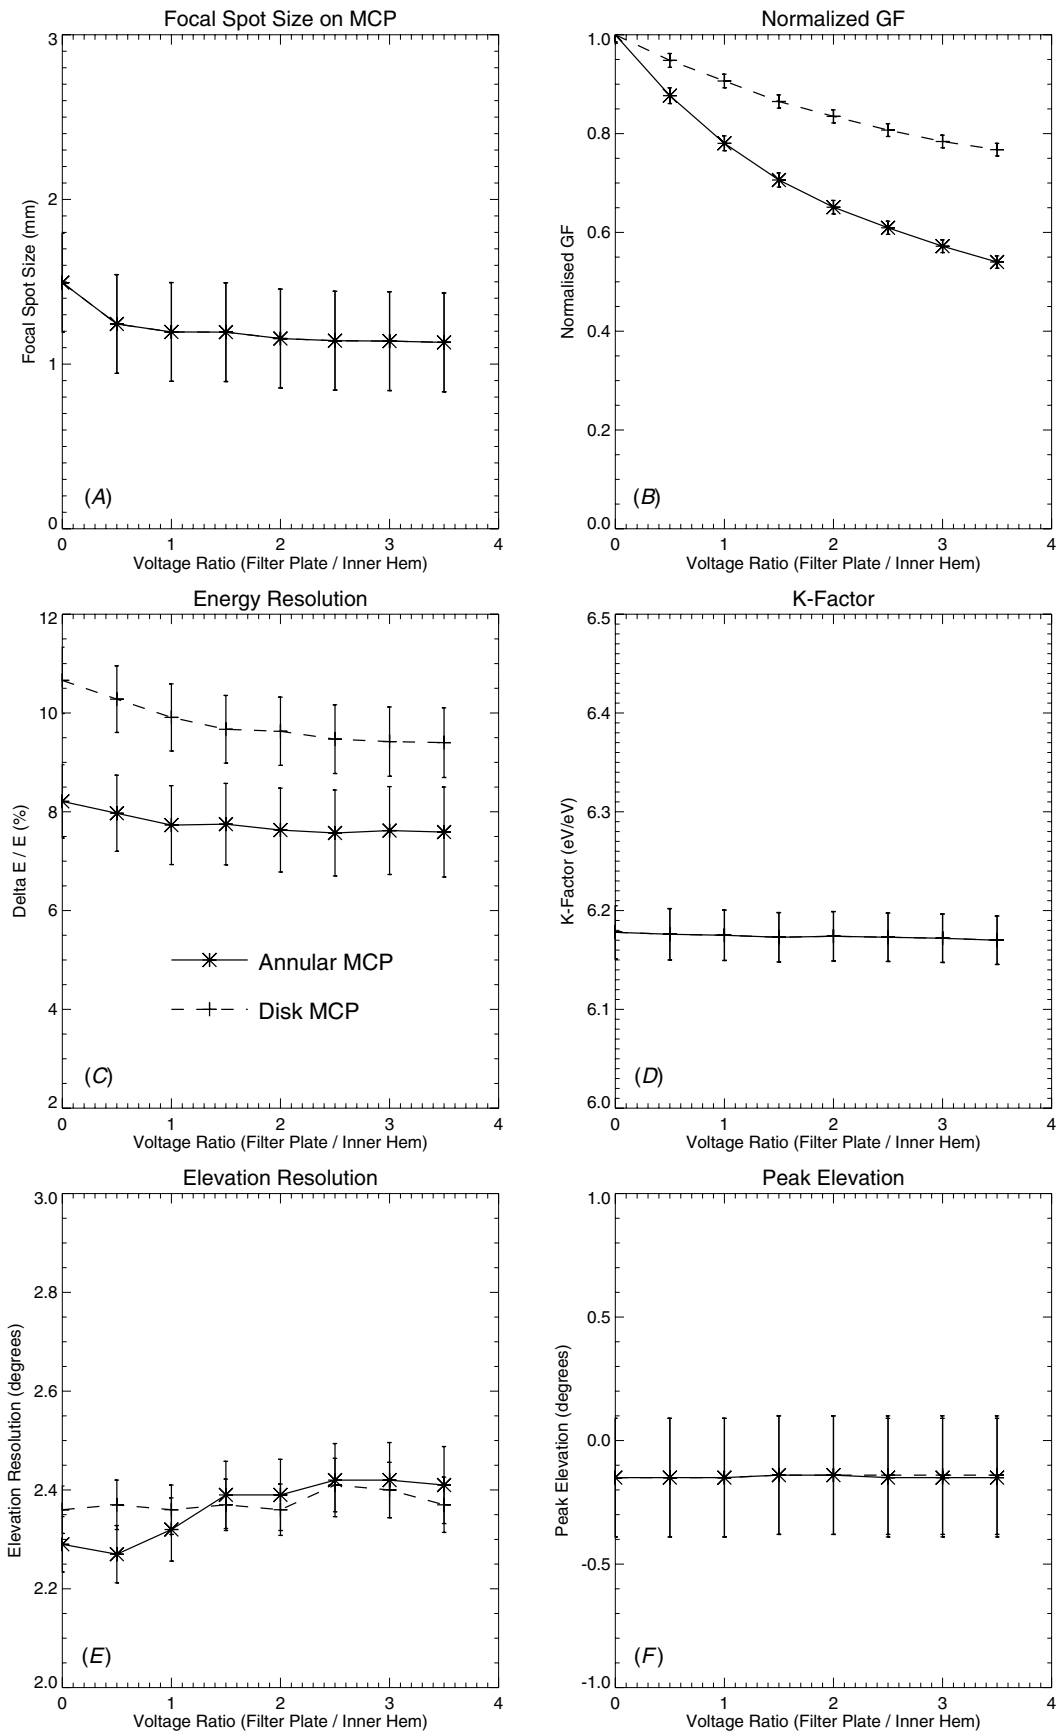 Focal Spot Size on MCP
3
2
1
0
Focal Spot Size (mm)
(A)
0 1 2 3 4
Voltage Ratio (Filter Plate / Inner Hem)
Normalized GF
1.0
0.8
0.6
0.4
0.2
0.0
Normalised GF
(B)
0 1 2 3 4
Voltage Ratio (Filter Plate / Inner Hem)
Energy Resolution
12
10
8
6
4
2
Delta E / E (%)
Annular MCP
Disk MCP
(C)
0 1 2 3 4
Voltage Ratio (Filter Plate / Inner Hem)
K-Factor
6.5
6.4
6.3
6.2
6.1
6.0
K-Factor (eV/eV)
(D)
0 1 2 3 4
Voltage Ratio (Filter Plate / Inner Hem)
Elevation Resolution
3.0
2.8
2.6
2.4
2.2
2.0
Elevation Resolution (degrees)
(E)
0 1 2 3 4
Voltage Ratio (Filter Plate / Inner Hem)
Peak Elevation
1.0
0.5
0.0
-0.5
-1.0
Peak Elevation (degrees)
(F)
0 1 2 3 4
Voltage Ratio (Filter Plate / Inner Hem)